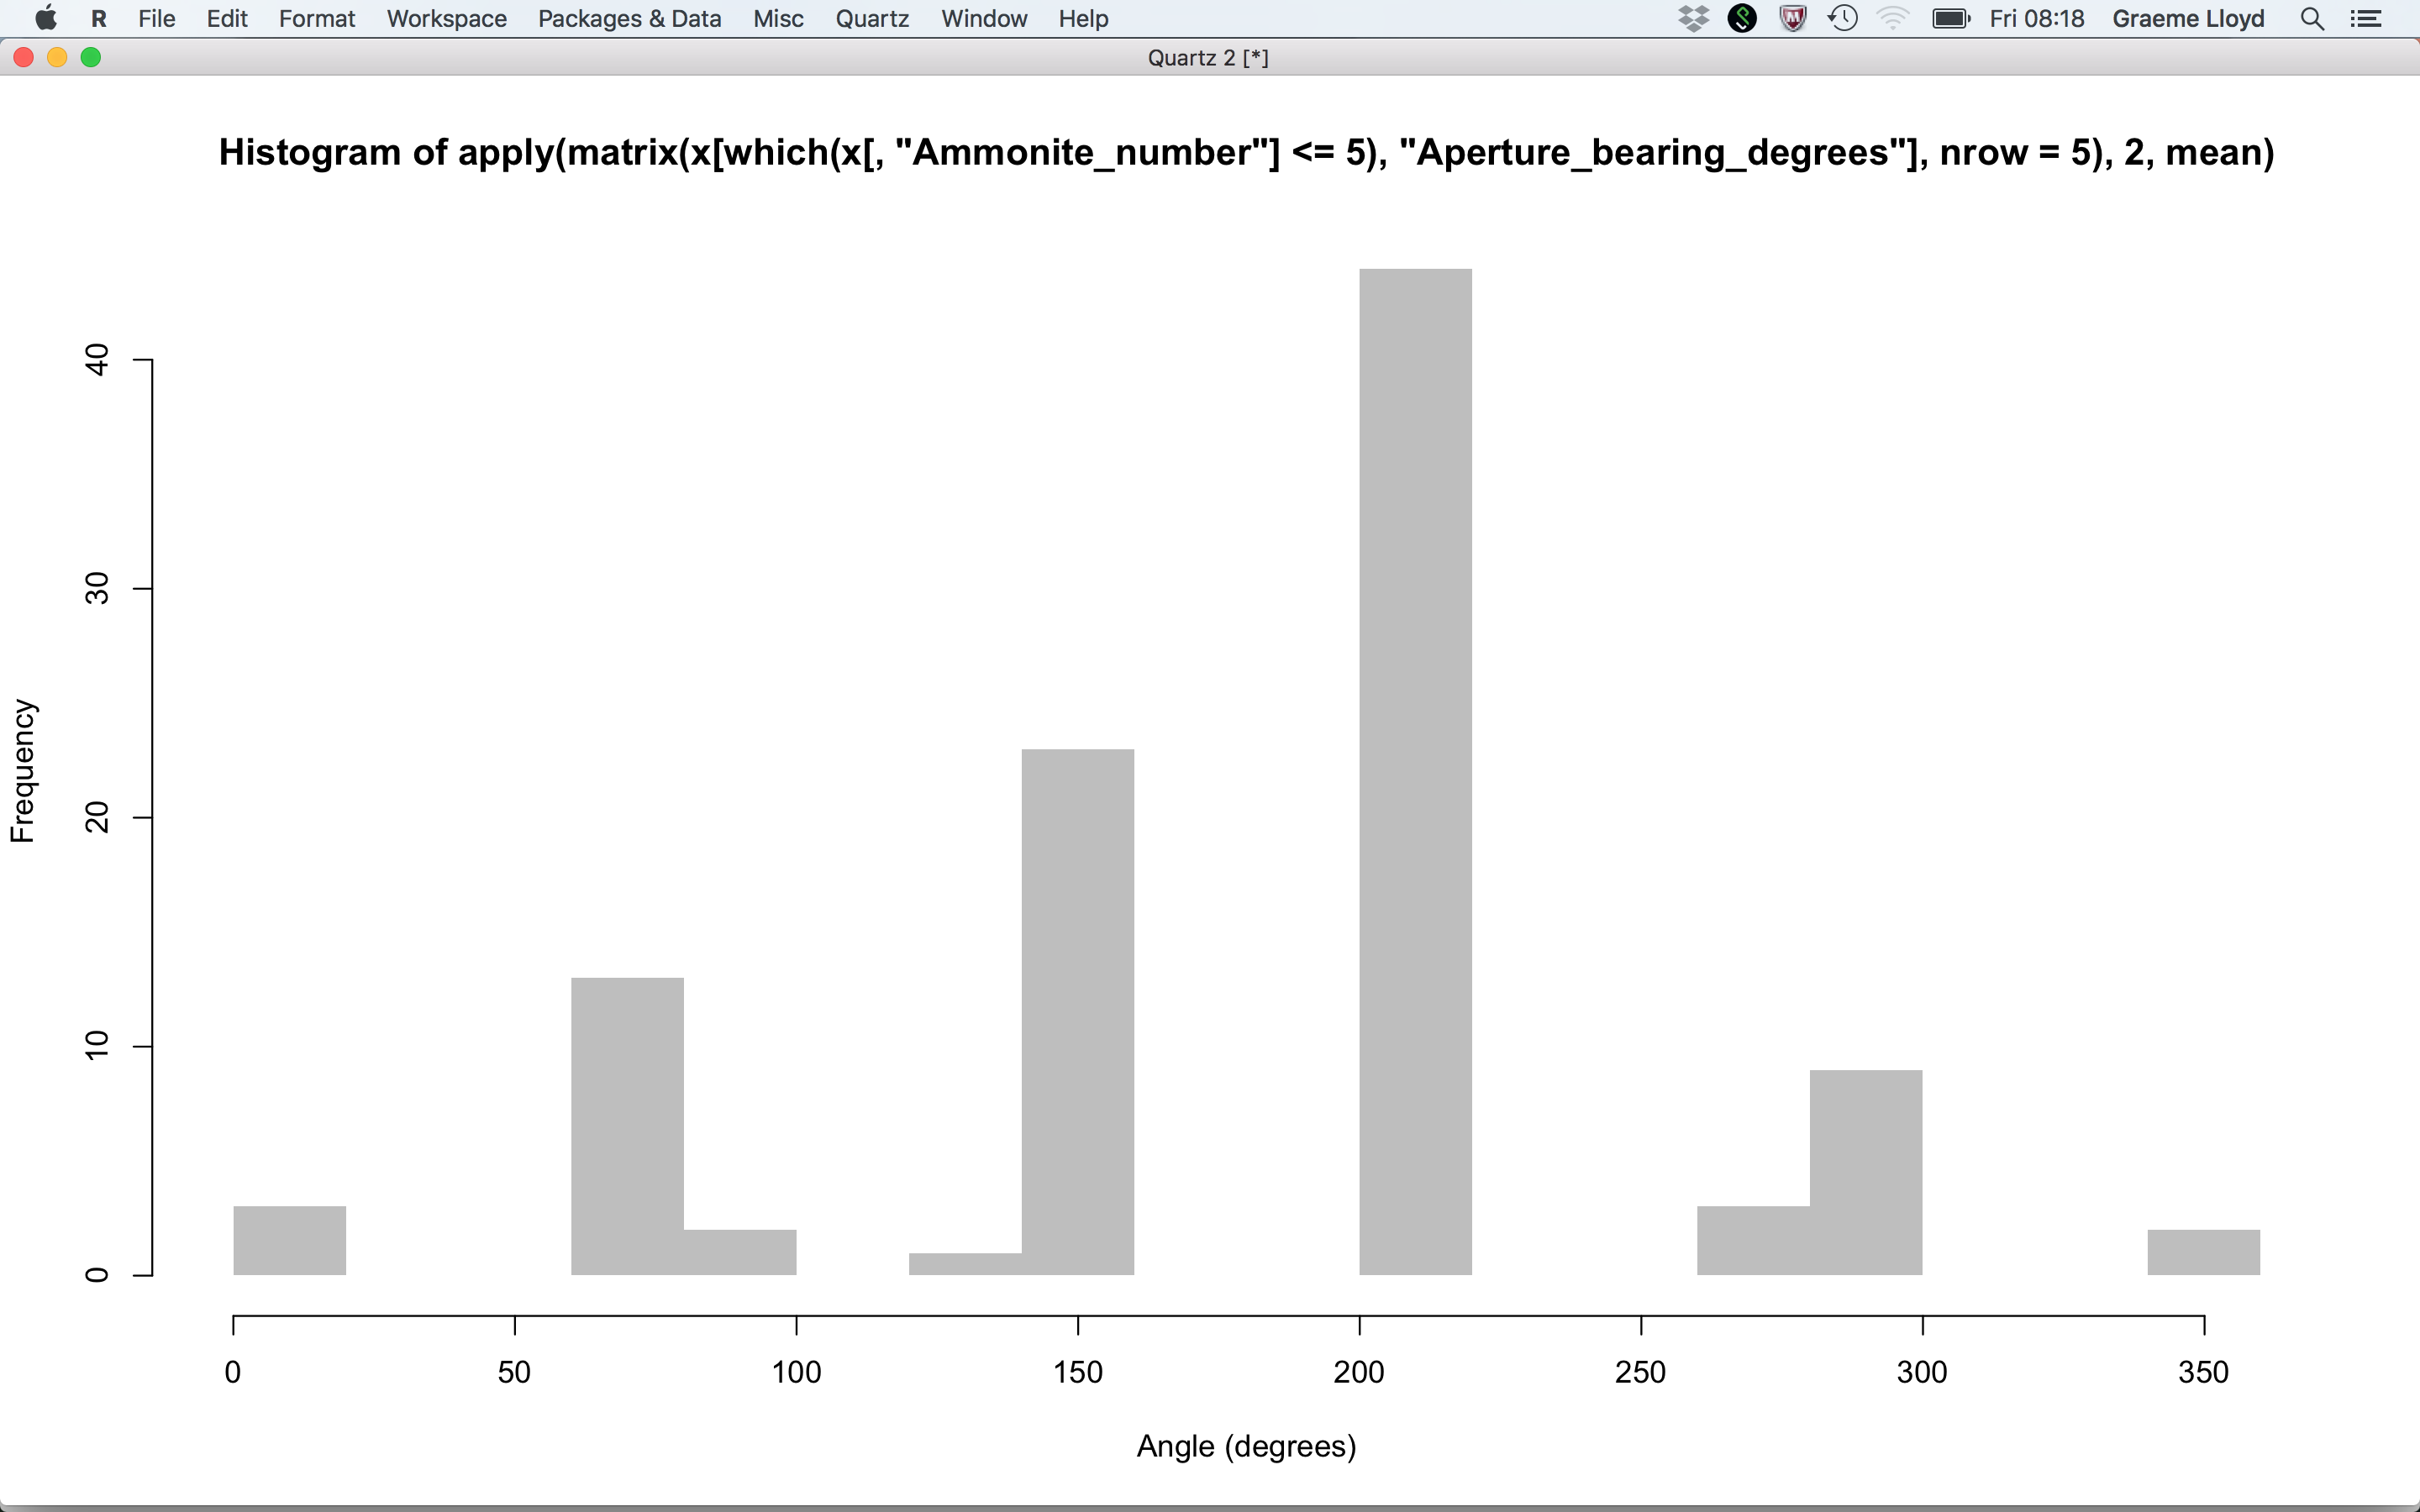 R File Edit Format Workspace Packages & Data Misc Quartz Window Help Fri 08:18 Graeme Lloyd
Quartz 2 [*]
Histogram of apply(matrix(x[which(x[, "Ammonite_number"] <= 5), "Aperture_bearing_degrees"], nrow = 5), 2, mean)
40
30
20
10
0
Frequency
0 50 100 150 200 250 300 350
Angle (degrees)